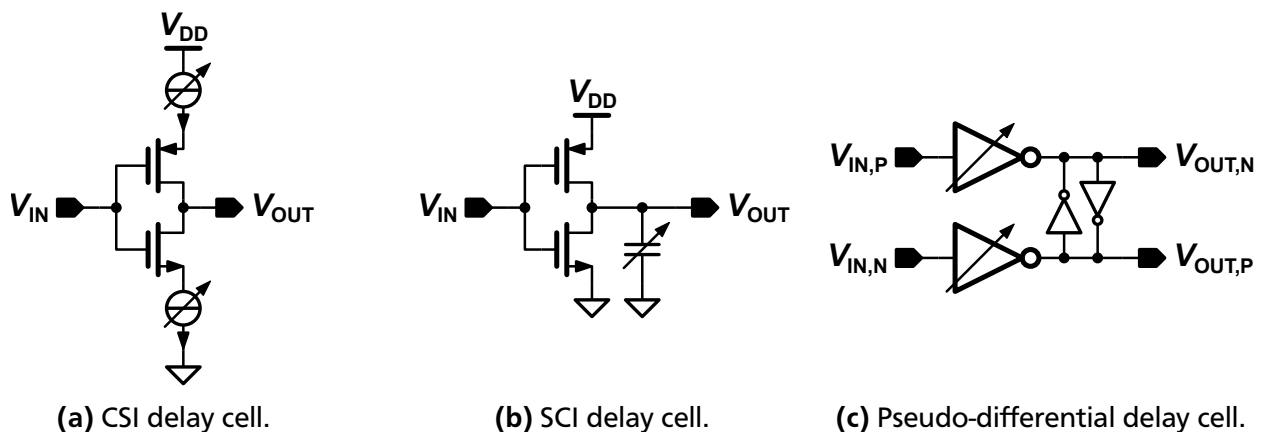 V_DD
V_IN
V_OUT
(a) CSI delay cell.
V_DD
V_IN
V_OUT
(b) SCI delay cell.
V_IN,P
V_OUT,N
V_IN,N
V_OUT,P
(c) Pseudo-differential delay cell.